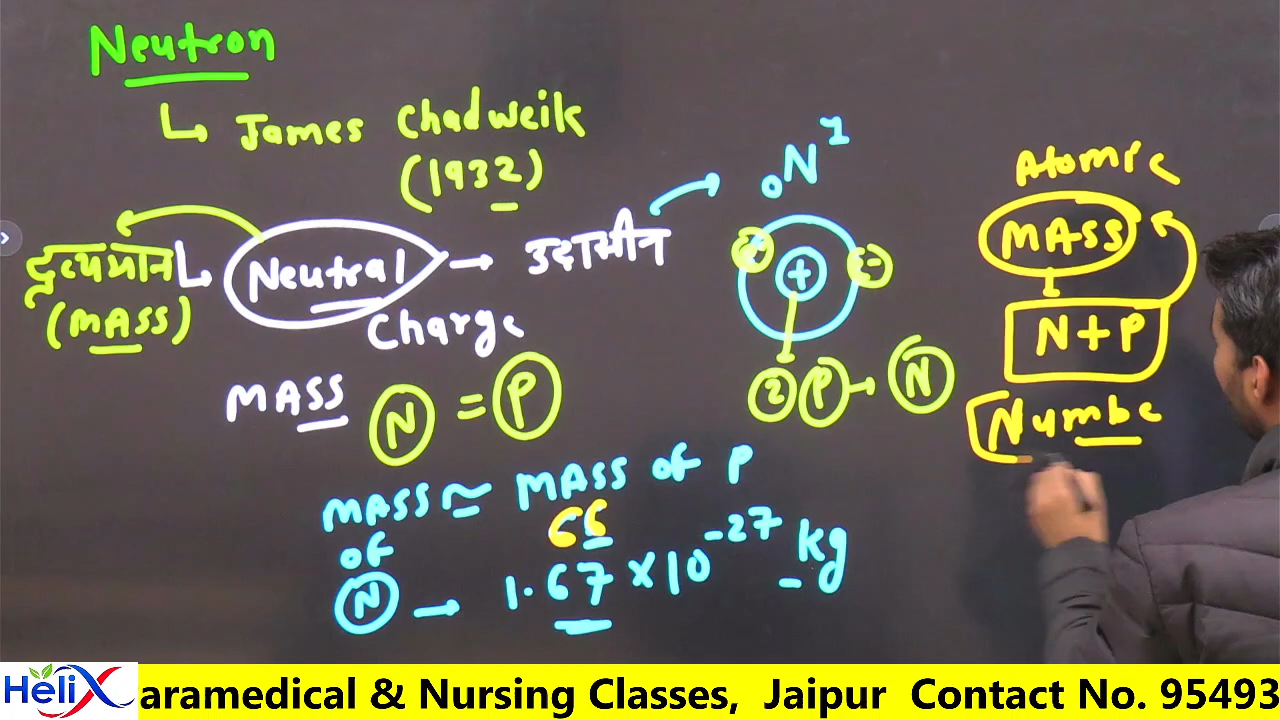 Neutron
↳ James Chadweik
(1932)
₀N¹
द्रव्यमान
(MASS)
↳ Neutral → उदासीन
Charge
MASS N = P
+
2 P → N
Atomic
MASS
N + P
Numbe
MASS ≃ MASS of P
of
N →
66
1.67 × 10⁻²⁷ kg
Helix
aramedical & Nursing Classes, Jaipur Contact No. 95493